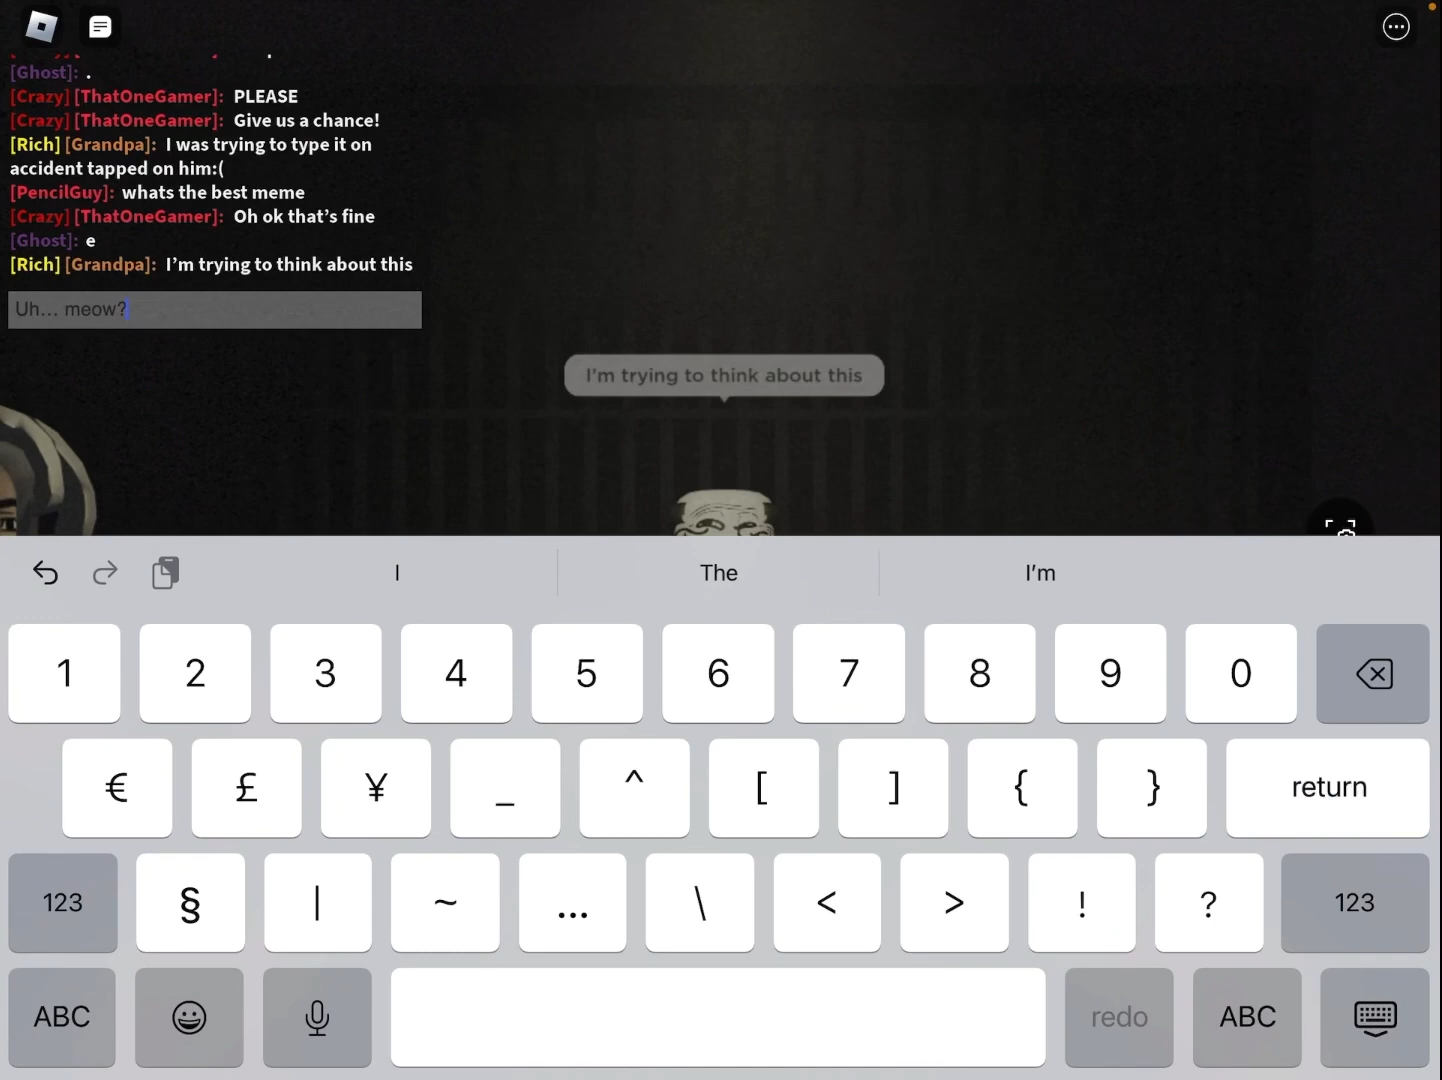 [Ghost]: .
[Crazy] [ThatOneGamer]: PLEASE
[Crazy] [ThatOneGamer]: Give us a chance!
[Rich] [Grandpa]: I was trying to type it on
accident tapped on him:(
[PencilGuy]: whats the best meme
[Crazy] [ThatOneGamer]: Oh ok that’s fine
[Ghost]: e
[Rich] [Grandpa]: I’m trying to think about this
Uh... meow?
I’m trying to think about this
I The I’m
1 2 3 4 5 6 7 8 9 0
€ £ ¥ _ ^ [ ] { } return
123 § | ~ ... \ < > ! ? 123
ABC redo ABC